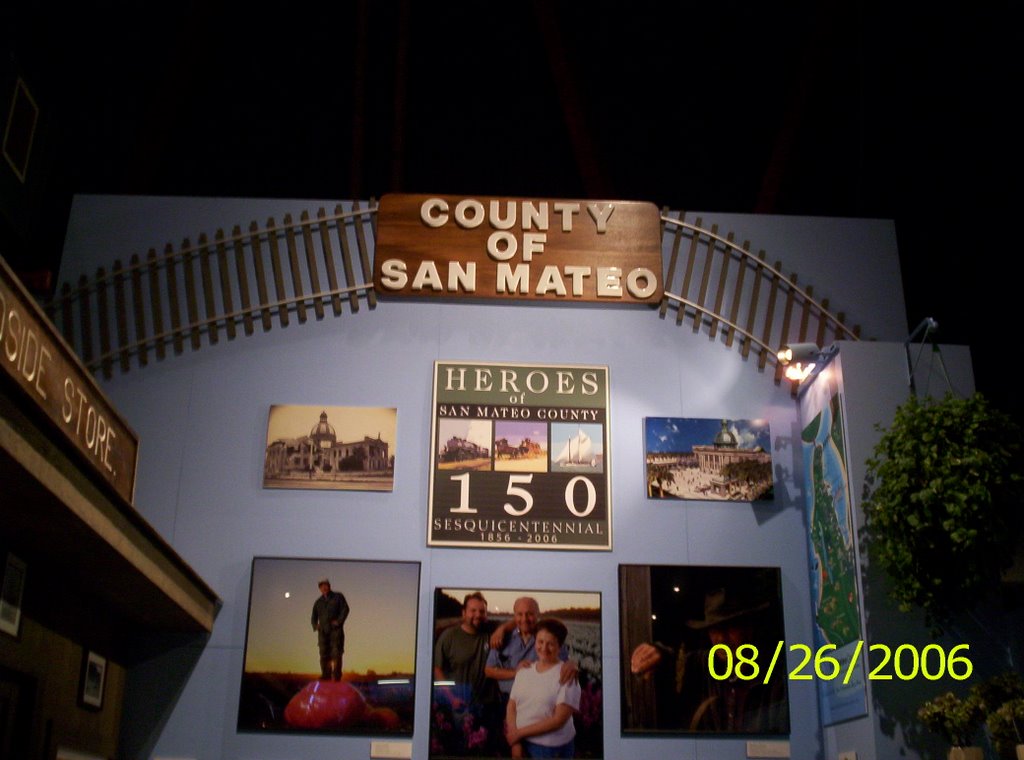 COUNTY
OF
SAN MATEO
HEROES
of
SAN MATEO COUNTY
150
SESQUICENTENNIAL
1856 - 2006
SIDE STORE.
08/26/2006